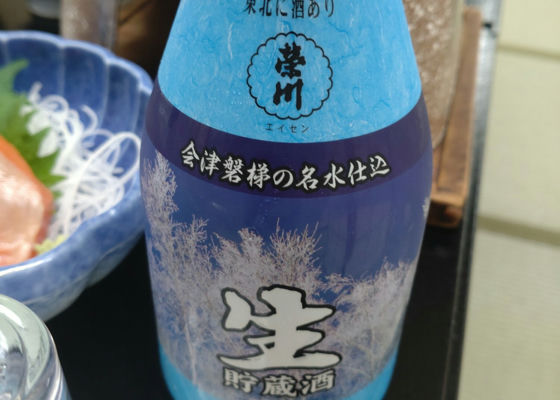 東北に酒あり
榮川
エイセン
会津磐梯の名水仕込
生
貯蔵酒